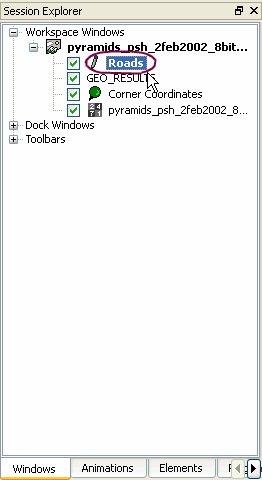 Session Explorer
Workspace Windows
pyramids_psh_2feb2002_8bit...
Roads
GEO_RESULTS
Corner Coordinates
pyramids_psh_2feb2002_8...
Dock Windows
Toolbars
Windows Animations Elements